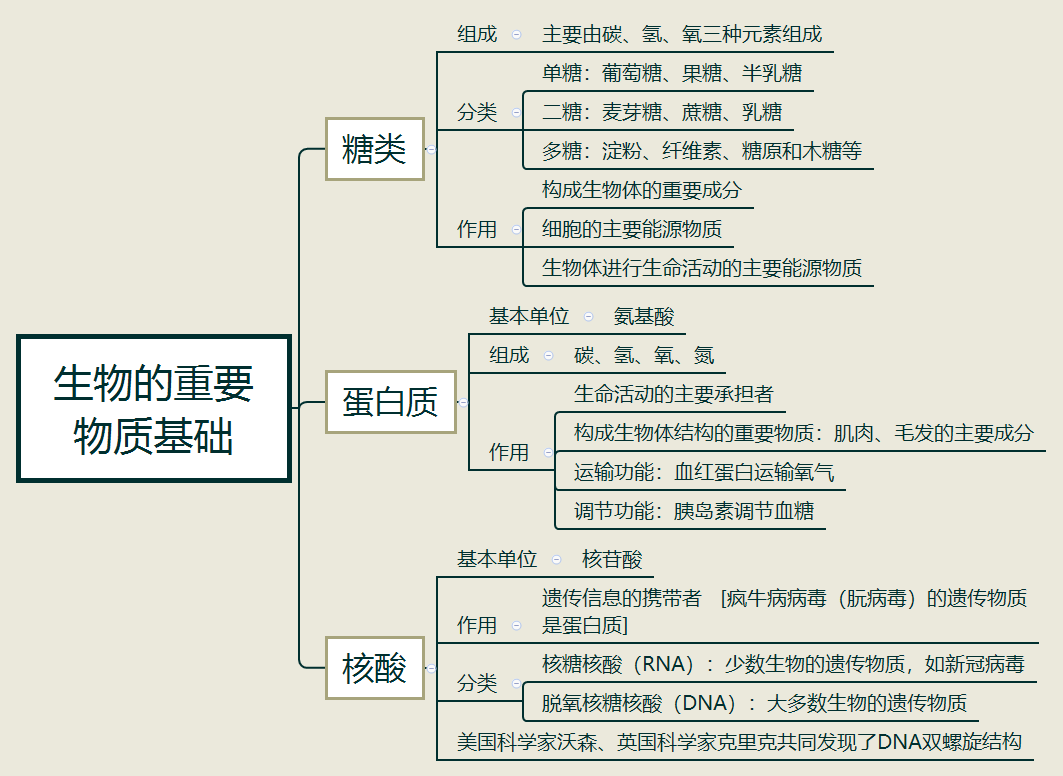 生物的重要
物质基础
糖类
组成
主要由碳、氢、氧三种元素组成
分类
单糖：葡萄糖、果糖、半乳糖
二糖：麦芽糖、蔗糖、乳糖
多糖：淀粉、纤维素、糖原和木糖等
作用
构成生物体的重要成分
细胞的主要能源物质
生物体进行生命活动的主要能源物质
蛋白质
基本单位
氨基酸
组成
碳、氢、氧、氮
作用
生命活动的主要承担者
构成生物体结构的重要物质：肌肉、毛发的主要成分
运输功能：血红蛋白运输氧气
调节功能：胰岛素调节血糖
核酸
基本单位
核苷酸
作用
遗传信息的携带者 [疯牛病病毒（朊病毒）的遗传物质
是蛋白质]
分类
核糖核酸（RNA）：少数生物的遗传物质，如新冠病毒
脱氧核糖核酸（DNA）：大多数生物的遗传物质
美国科学家沃森、英国科学家克里克共同发现了DNA双螺旋结构